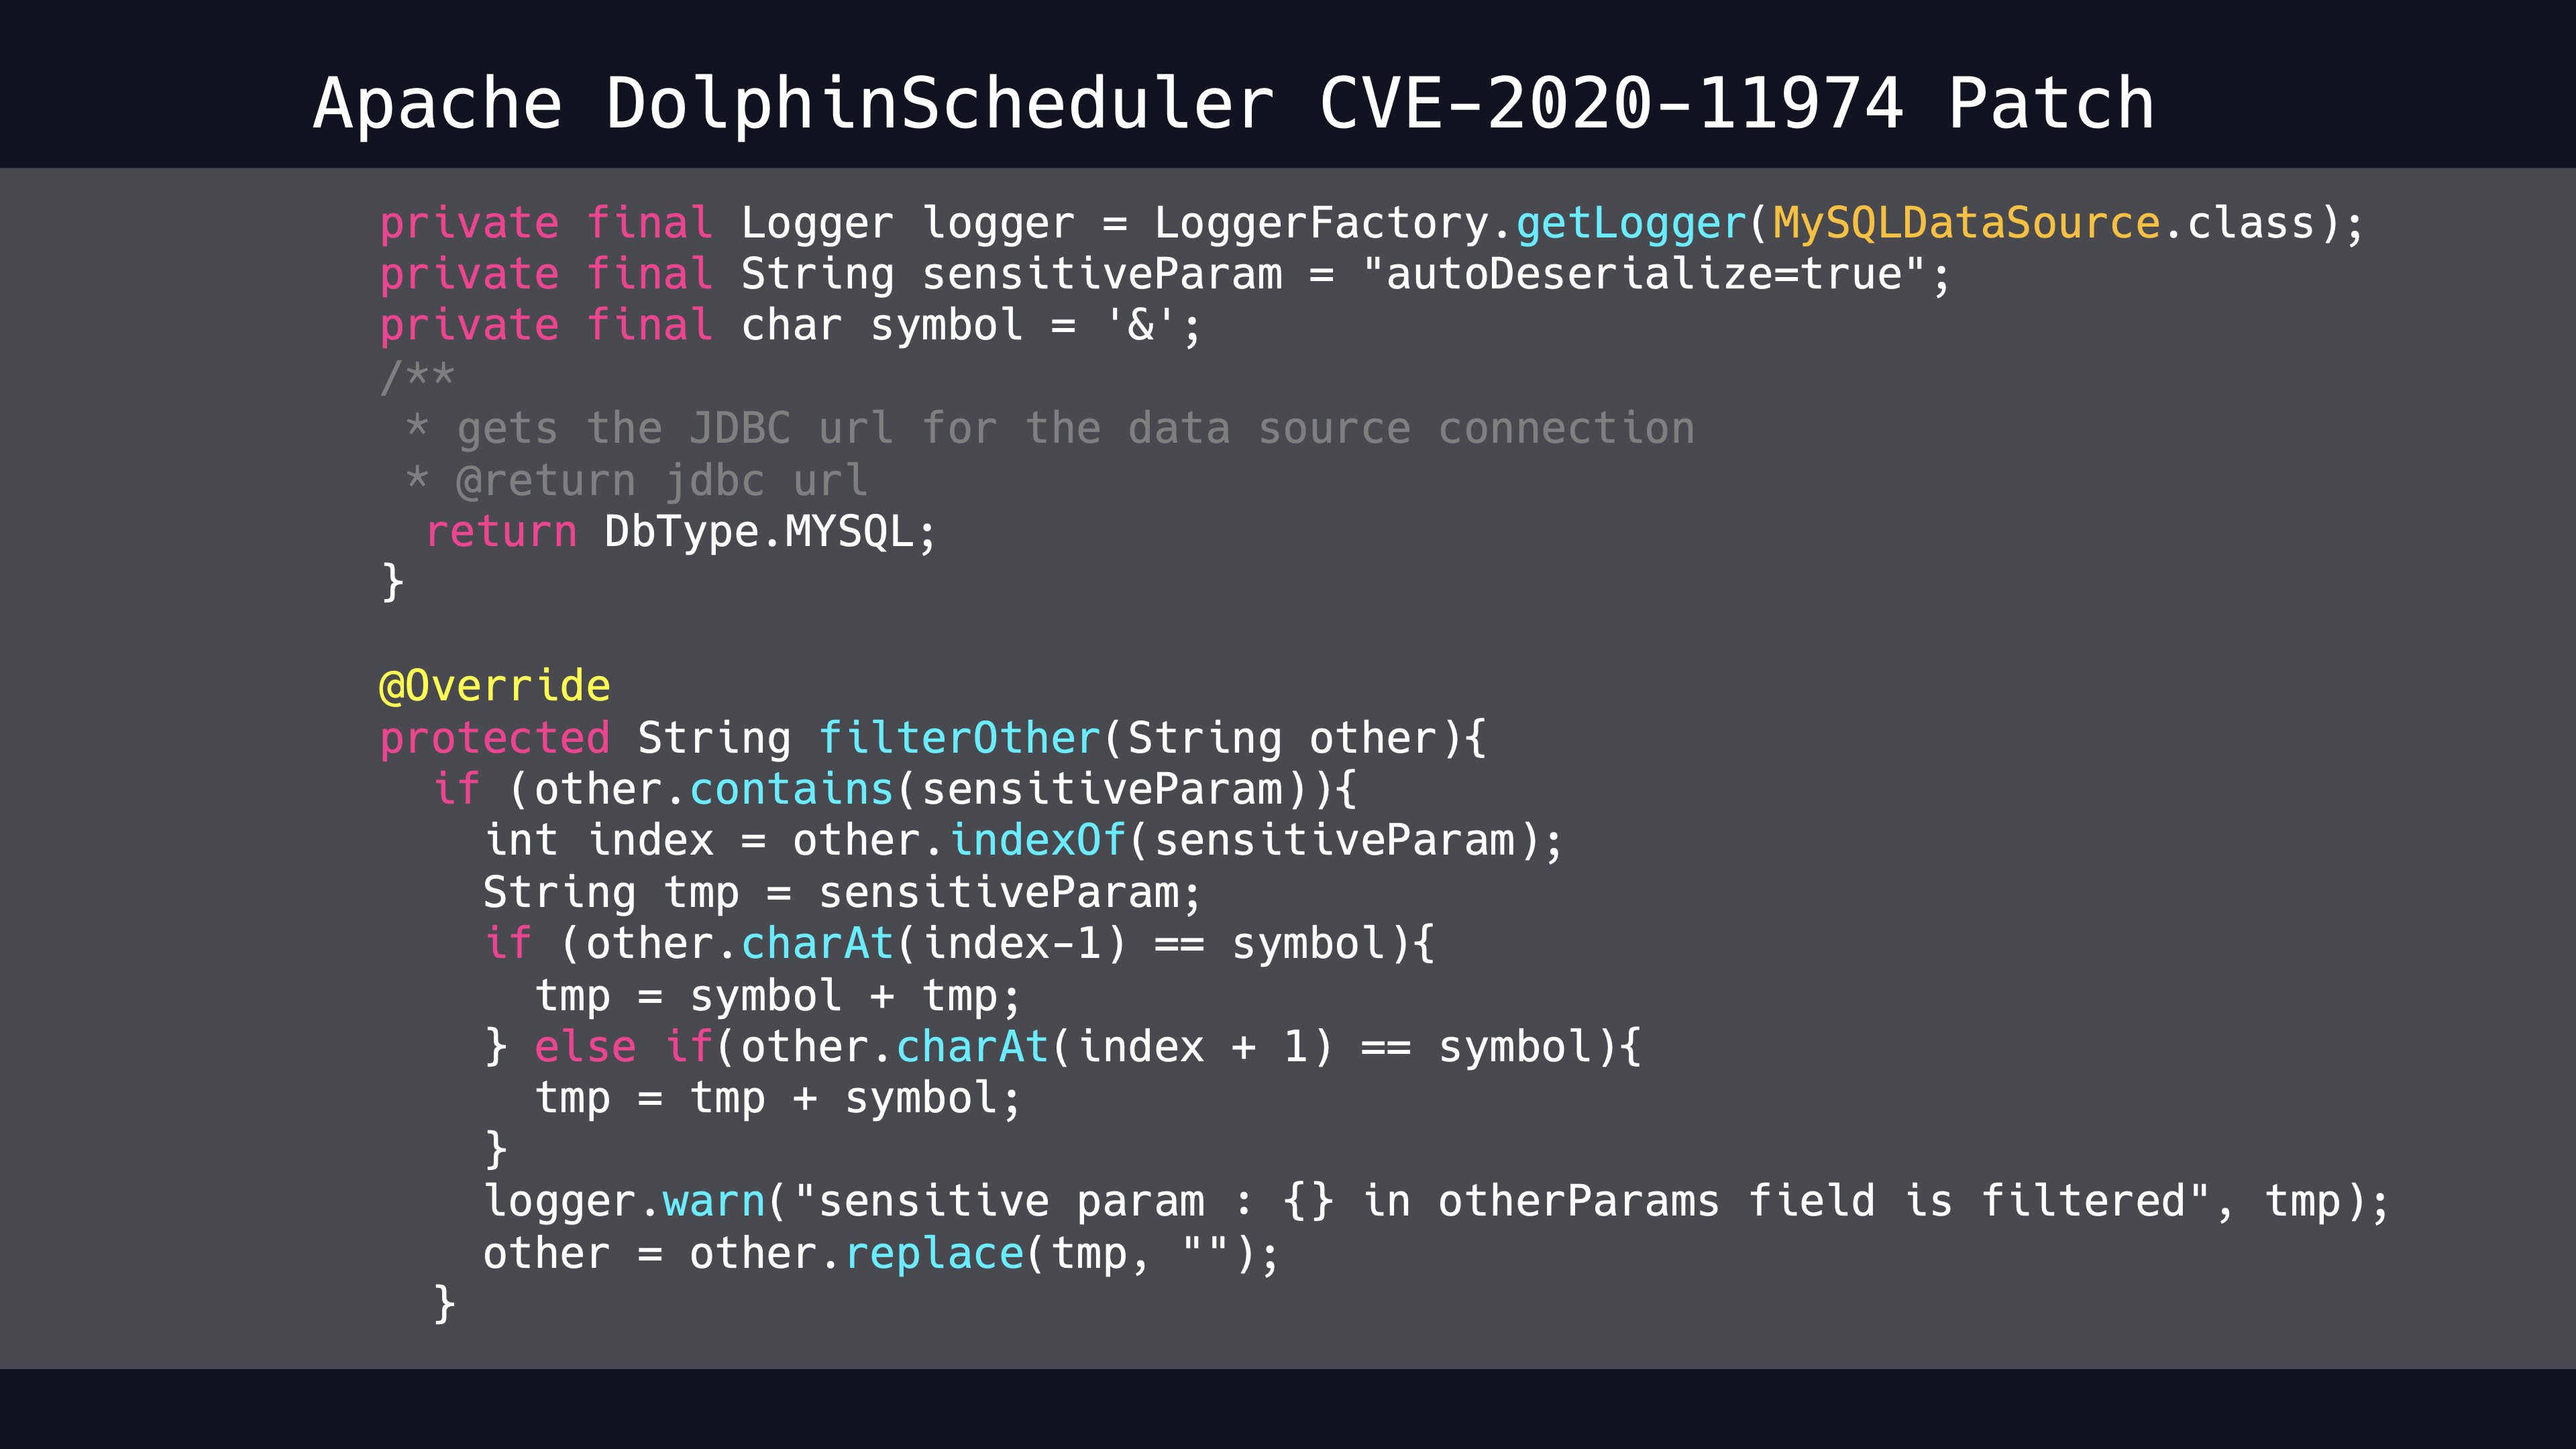 Apache DolphinScheduler CVE-2020-11974 Patch
private final Logger logger = LoggerFactory.getLogger(MySQLDataSource.class);
private final String sensitiveParam = "autoDeserialize=true";
private final char symbol = '&';
/**
 * gets the JDBC url for the data source connection
 * @return jdbc url
  return DbType.MYSQL;
}
@Override
protected String filterOther(String other){
  if (other.contains(sensitiveParam)){
    int index = other.indexOf(sensitiveParam);
    String tmp = sensitiveParam;
    if (other.charAt(index-1) == symbol){
      tmp = symbol + tmp;
    } else if(other.charAt(index + 1) == symbol){
      tmp = tmp + symbol;
    }
    logger.warn("sensitive param : {} in otherParams field is filtered", tmp);
    other = other.replace(tmp, "");
  }